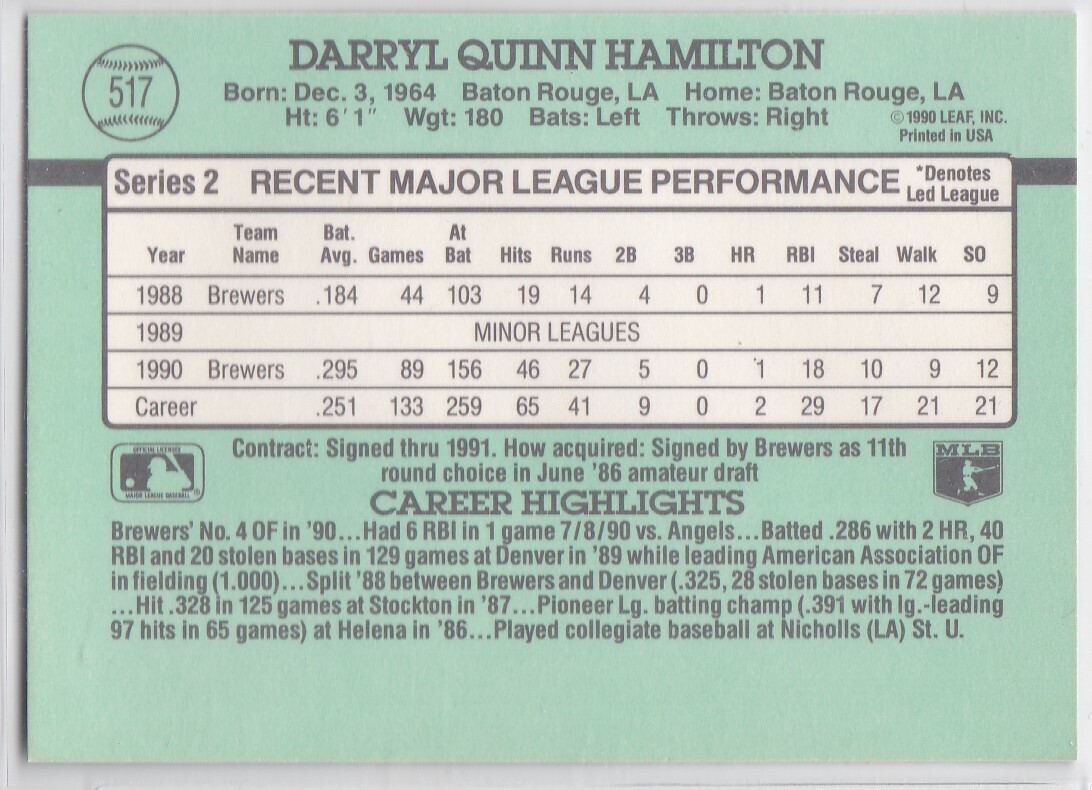 517
DARRYL QUINN HAMILTON
Born: Dec. 3, 1964 Baton Rouge, LA Home: Baton Rouge, LA
Ht: 6'1" Wgt: 180 Bats: Left Throws: Right
©1990 LEAF, INC.
Printed in USA
Series 2 RECENT MAJOR LEAGUE PERFORMANCE *Denotes Led League
Year Team Name Bat. Avg. Games At Bat Hits Runs 2B 3B HR RBI Steal Walk SO
1988 Brewers .184 44 103 19 14 4 0 1 11 7 12 9
1989 MINOR LEAGUES
1990 Brewers .295 89 156 46 27 5 0 1 18 10 9 12
Career .251 133 259 65 41 9 0 2 29 17 21 21
OFFICIAL LICENSEE
MAJOR LEAGUE BASEBALL ®
Contract: Signed thru 1991. How acquired: Signed by Brewers as 11th
round choice in June '86 amateur draft
MLB
CAREER HIGHLIGHTS
Brewers' No. 4 OF in '90...Had 6 RBI in 1 game 7/8/90 vs. Angels...Batted .286 with 2 HR, 40
RBI and 20 stolen bases in 129 games at Denver in '89 while leading American Association OF
in fielding (1.000)...Split '88 between Brewers and Denver (.325, 28 stolen bases in 72 games)
...Hit .328 in 125 games at Stockton in '87...Pioneer Lg. batting champ (.391 with lg.-leading
97 hits in 65 games) at Helena in '86...Played collegiate baseball at Nicholls (LA) St. U.